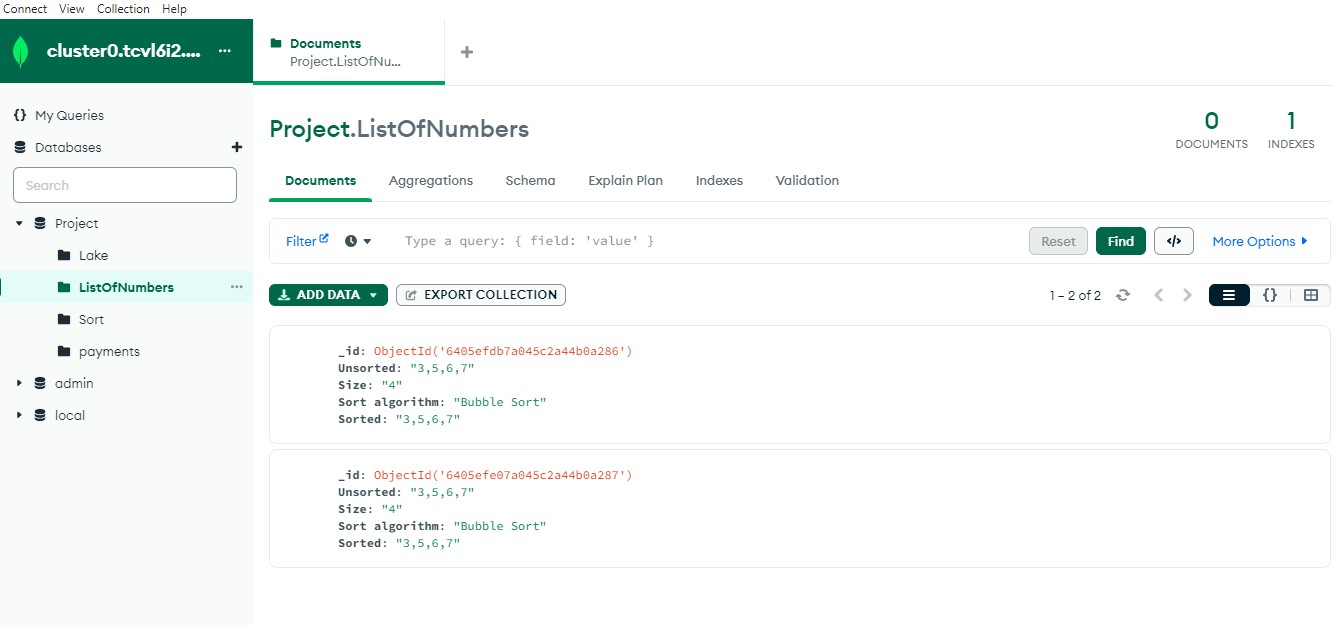 Connect View Collection Help
cluster0.tcvl6i2.... ...
Documents
Project.ListOfNu...
+
{} My Queries
Databases +
Search
Project
Lake
ListOfNumbers ...
Sort
payments
admin
local
Project.ListOfNumbers
0
DOCUMENTS
1
INDEXES
Documents Aggregations Schema Explain Plan Indexes Validation
Filter Type a query: { field: 'value' } Reset Find </> More Options
ADD DATA EXPORT COLLECTION 1 – 2 of 2 {}
_id: ObjectId('6405efdb7a045c2a44b0a286')
Unsorted: "3,5,6,7"
Size: "4"
Sort algorithm: "Bubble Sort"
Sorted: "3,5,6,7"
_id: ObjectId('6405efe07a045c2a44b0a287')
Unsorted: "3,5,6,7"
Size: "4"
Sort algorithm: "Bubble Sort"
Sorted: "3,5,6,7"